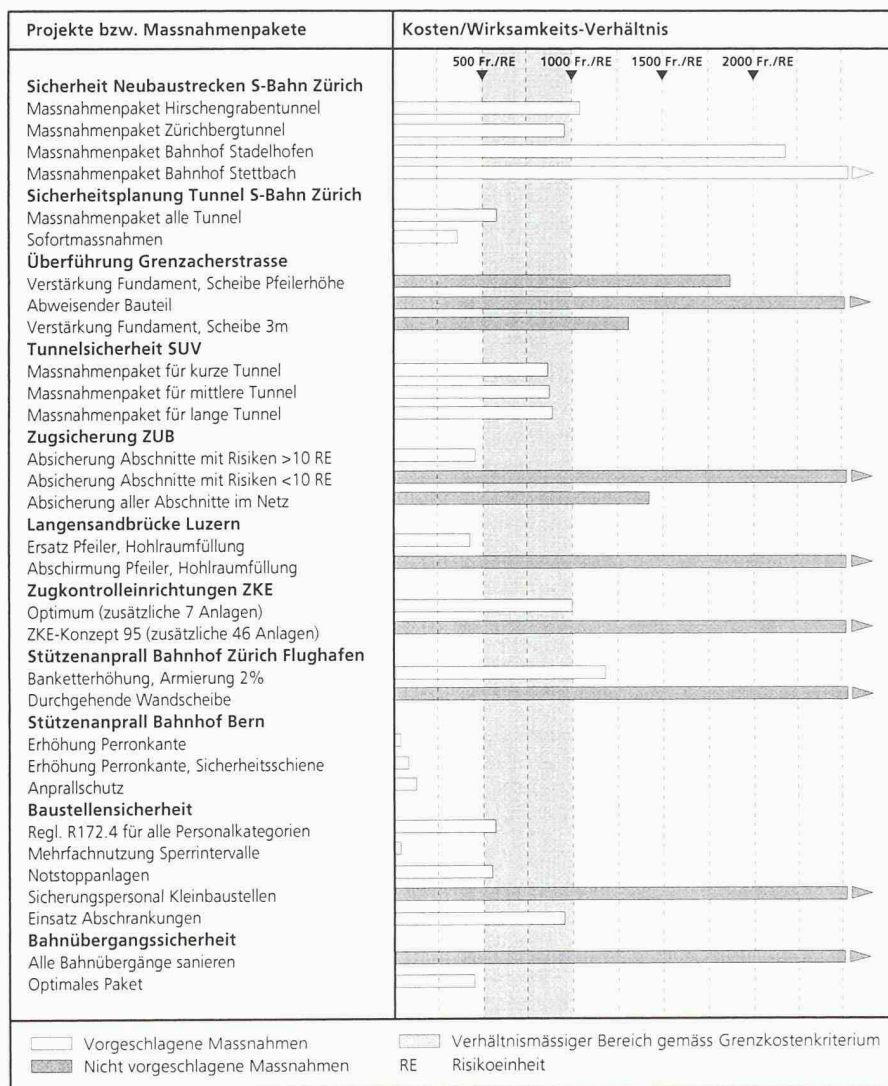 Projekte bzw. Massnahmenpakete
Kosten/Wirksamkeits-Verhältnis
500 Fr./RE 1000 Fr./RE 1500 Fr./RE 2000 Fr./RE
Sicherheit Neubaustrecken S-Bahn Zürich
Massnahmenpaket Hirschengrabentunnel
Massnahmenpaket Zürichbergtunnel
Massnahmenpaket Bahnhof Stadelhofen
Massnahmenpaket Bahnhof Stettbach
Sicherheitsplanung Tunnel S-Bahn Zürich
Massnahmenpaket alle Tunnel
Sofortmassnahmen
Überführung Grenzacherstrasse
Verstärkung Fundament, Scheibe Pfeilerhöhe
Abweisender Bauteil
Verstärkung Fundament, Scheibe 3m
Tunnelsicherheit SUV
Massnahmenpaket für kurze Tunnel
Massnahmenpaket für mittlere Tunnel
Massnahmenpaket für lange Tunnel
Zugsicherung ZUB
Absicherung Abschnitte mit Risiken >10 RE
Absicherung Abschnitte mit Risiken <10 RE
Absicherung aller Abschnitte im Netz
Langensandbrücke Luzern
Ersatz Pfeiler, Hohlraumfüllung
Abschirmung Pfeiler, Hohlraumfüllung
Zugkontrolleinrichtungen ZKE
Optimum (zusätzliche 7 Anlagen)
ZKE-Konzept 95 (zusätzliche 46 Anlagen)
Stützenanprall Bahnhof Zürich Flughafen
Banketterhöhung, Armierung 2%
Durchgehende Wandscheibe
Stützenanprall Bahnhof Bern
Erhöhung Perronkante
Erhöhung Perronkante, Sicherheitsschiene
Anprallschutz
Baustellensicherheit
Regl. R172.4 für alle Personalkategorien
Mehrfachnutzung Sperrintervalle
Notstoppanlagen
Sicherungspersonal Kleinbaustellen
Einsatz Abschrankungen
Bahnübergangssicherheit
Alle Bahnübergänge sanieren
Optimales Paket
Vorgeschlagene Massnahmen
Nicht vorgeschlagene Massnahmen
Verhältnismässiger Bereich gemäss Grenzkostenkriterium
RE Risikoeinheit